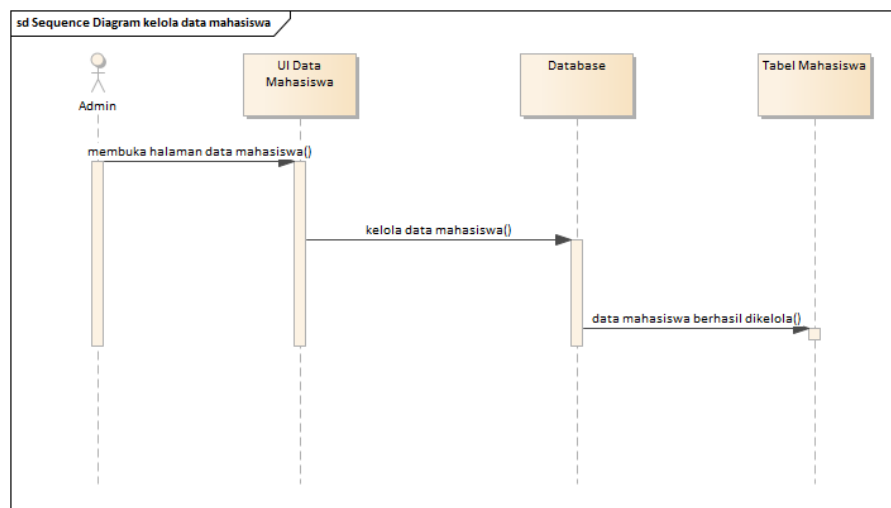 sd Sequence Diagram kelola data mahasiswa
Admin
UI Data
Mahasiswa
Database
Tabel Mahasiswa
membuka halaman data mahasiswa()
kelola data mahasiswa()
data mahasiswa berhasil dikelola()